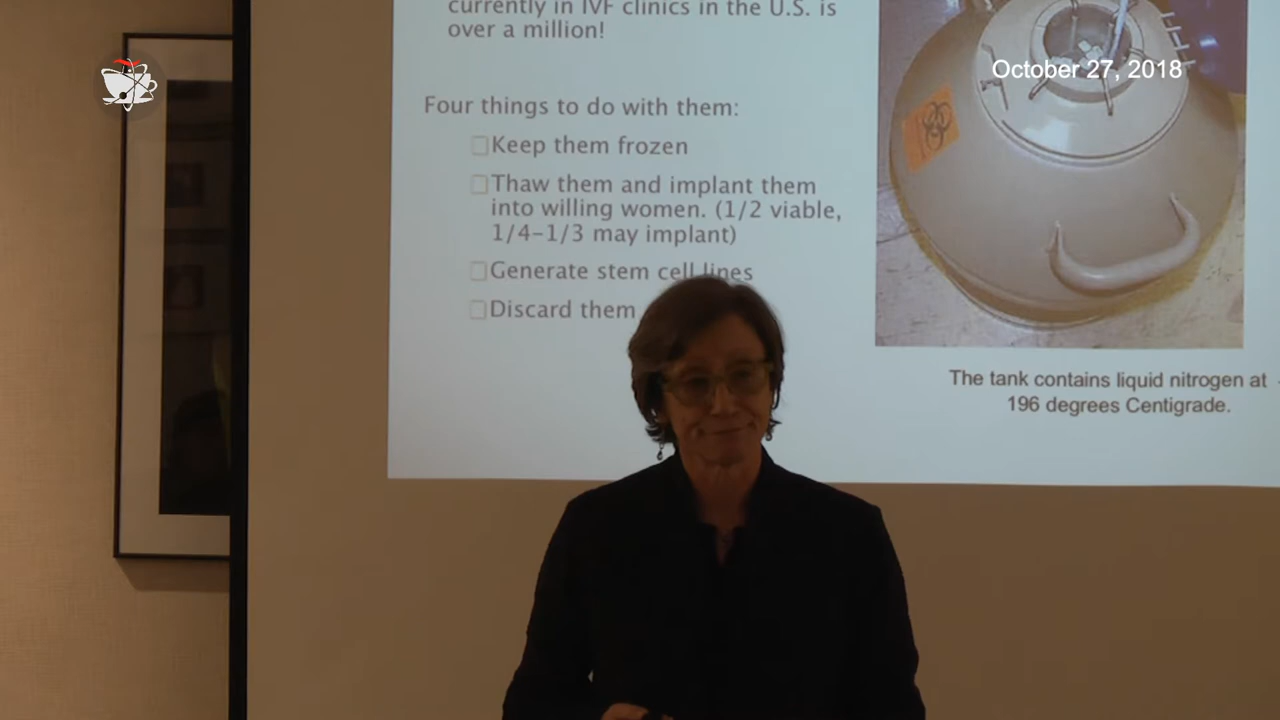 currently in IVF clinics in the U.S. is
over a million!
October 27, 2018
Four things to do with them:
Keep them frozen
Thaw them and implant them
into willing women. (1/2 viable,
1/4-1/3 may implant)
Generate stem cell lines
Discard them
The tank contains liquid nitrogen at -
196 degrees Centigrade.